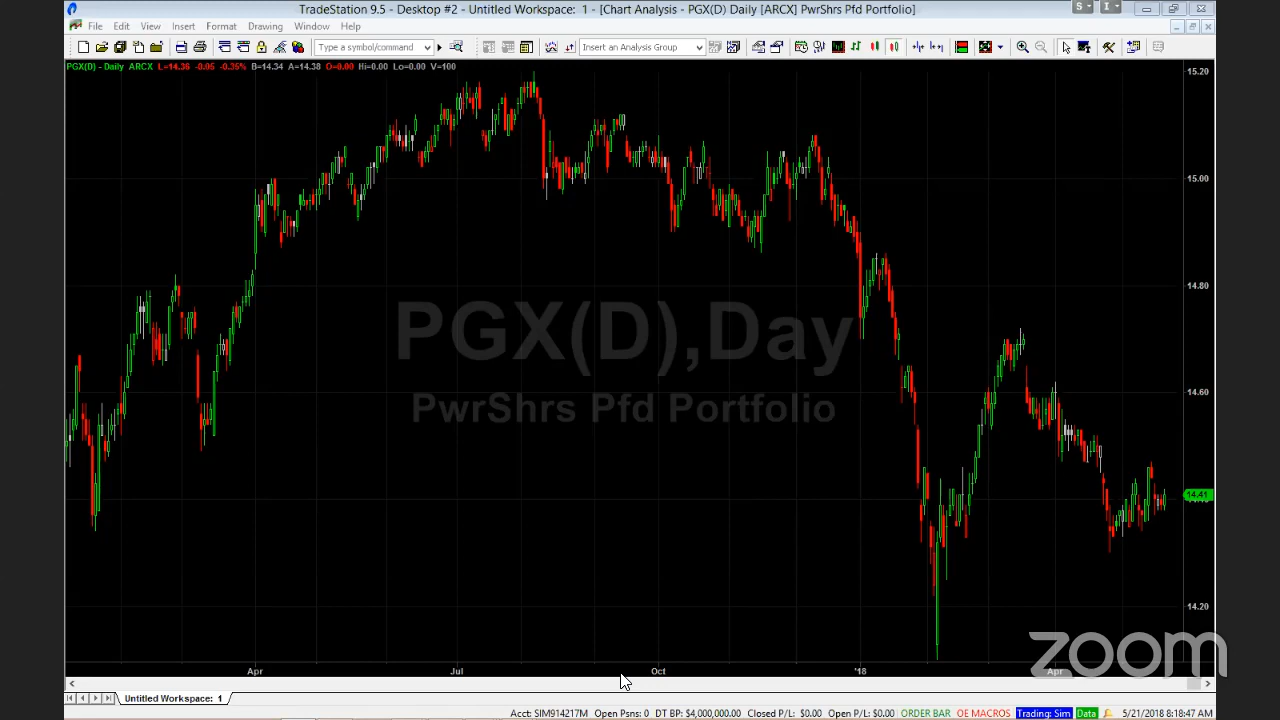 TradeStation 9.5 - Desktop #2 - Untitled Workspace: 1 - [Chart Analysis - PGX(D) Daily [ARCX] PwrShrs Pfd Portfolio]
S I
File Edit View Insert Format Drawing Window Help
Type a symbol/command Insert an Analysis Group
PGX(D) - Daily ARCX L=14.36 -0.05 -0.35% B=14.34 A=14.38 O=0.00 Hi=0.00 Lo=0.00 V=100
15.20
15.00
14.80
PGX(D),Day
PwrShrs Pfd Portfolio
14.60
14.41
14.20
zoom
Apr Jul Oct '18 Apr
Untitled Workspace: 1
Acct: SIM914217M Open Psns: 0 DT BP: $4,000,000.00 Closed P/L: $0.00 Open P/L: $0.00 ORDER BAR OE MACROS Trading: Sim Data 5/21/2018 8:18:47 AM